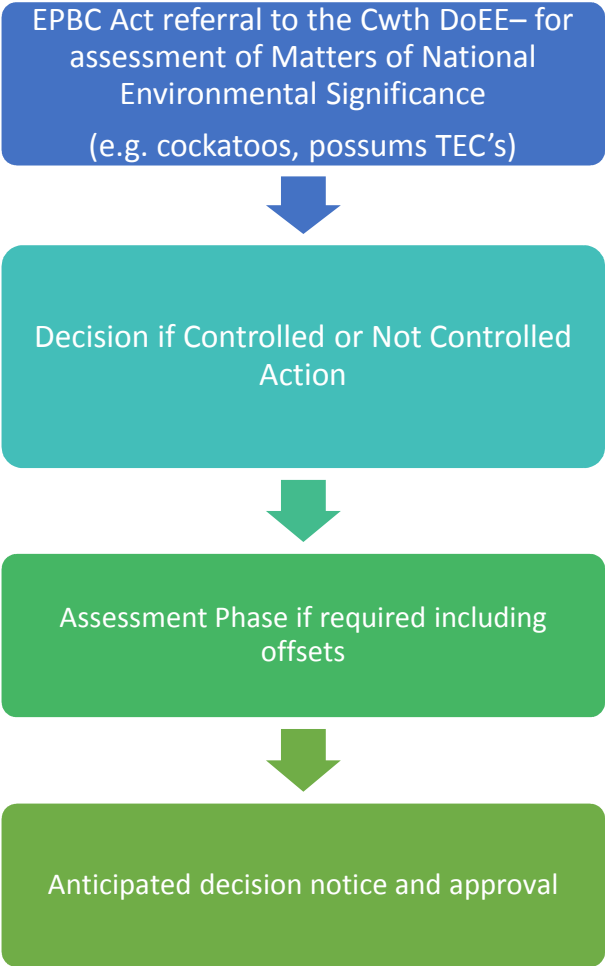 EPBC Act referral to the Cwth DoEE– for
assessment of Matters of National
Environmental Significance
(e.g. cockatoos, possums TEC's)
Decision if Controlled or Not Controlled
Action
Assessment Phase if required including
offsets
Anticipated decision notice and approval